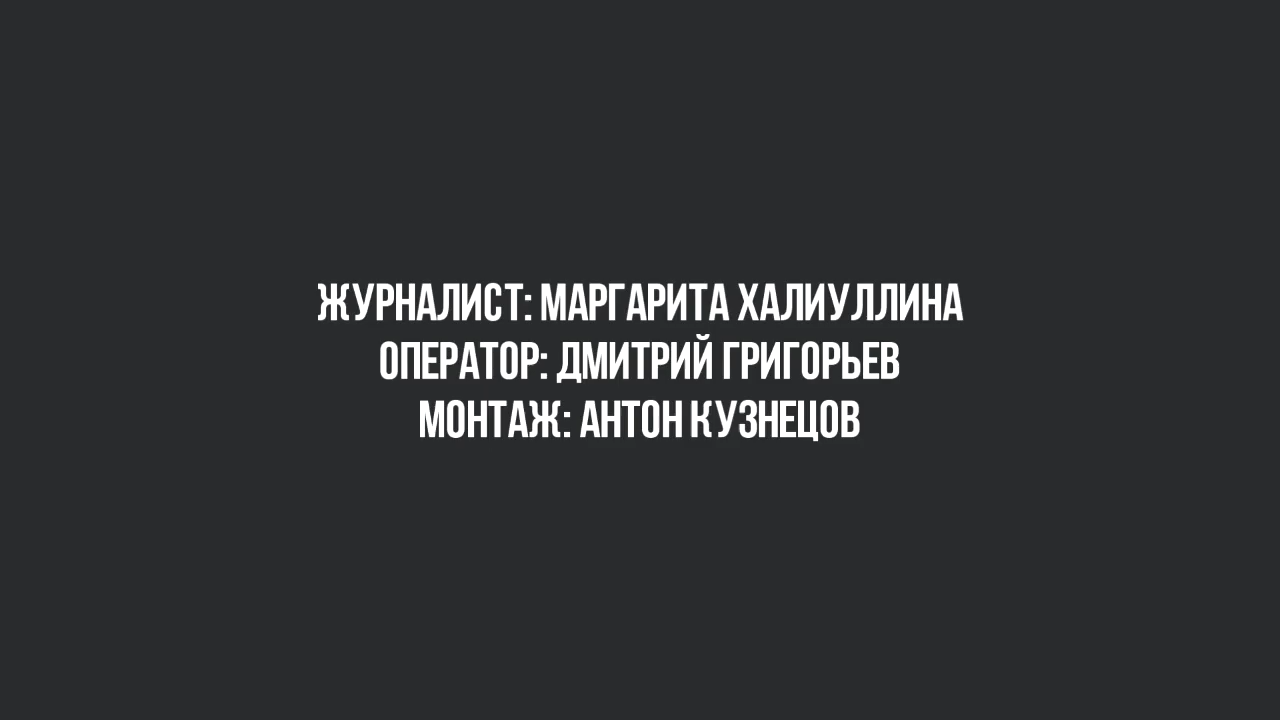 ЖУРНАЛИСТ: МАРГАРИТА ХАЛИУЛЛИНА
ОПЕРАТОР: ДМИТРИЙ ГРИГОРЬЕВ
МОНТАЖ: АНТОН КУЗНЕЦОВ